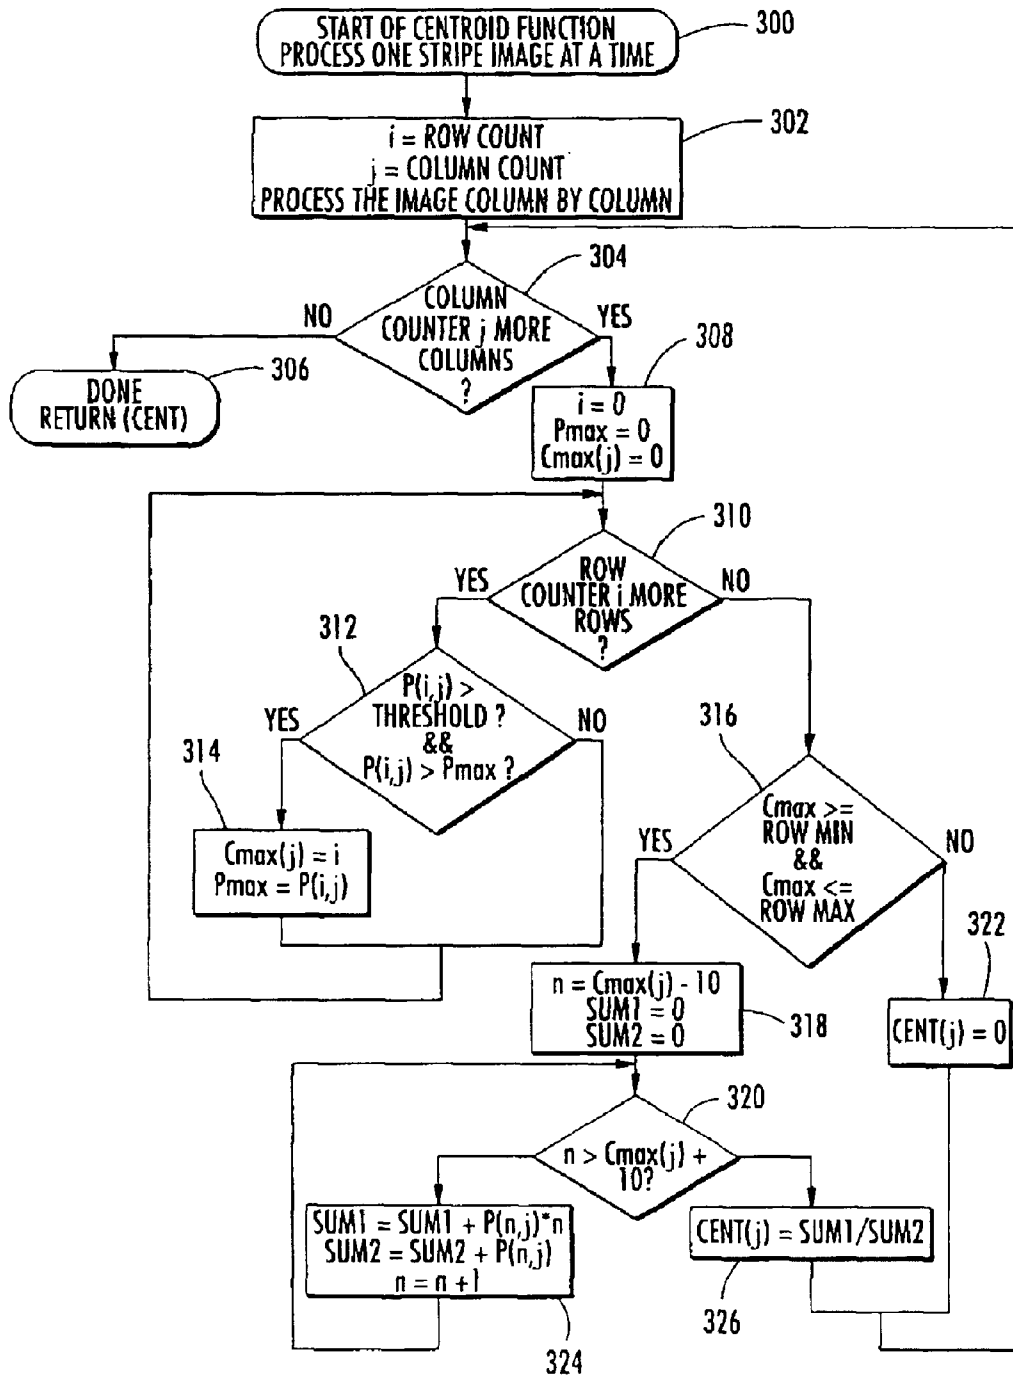 START OF CENTROID FUNCTION
PROCESS ONE STRIPE IMAGE AT A TIME
300
i = ROW COUNT
j = COLUMN COUNT
PROCESS THE IMAGE COLUMN BY COLUMN
302
304
COLUMN
COUNTER j MORE
COLUMNS
?
NO
YES
306
DONE
RETURN (CENT)
308
i = 0
Pmax = 0
Cmax(j) = 0
310
ROW
COUNTER i MORE
ROWS
?
YES
NO
312
P(i,j) >
THRESHOLD ?
&&
P(i,j) > Pmax ?
YES
NO
314
Cmax(j) = i
Pmax = P(i,j)
316
Cmax >=
ROW MIN
&&
Cmax <=
ROW MAX
YES
NO
322
CENT(j) = 0
n = Cmax(j) - 10
SUM1 = 0
SUM2 = 0
318
320
n > Cmax(j) +
10?
SUM1 = SUM1 + P(n,j)*n
SUM2 = SUM2 + P(n,j)
n = n +1
324
CENT(j) = SUM1/SUM2
326